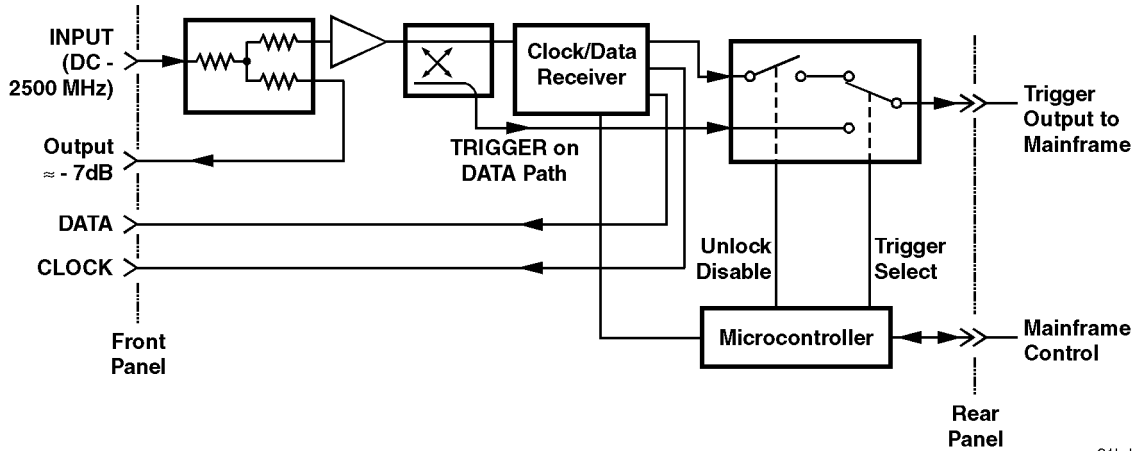 INPUT
(DC -
2500 MHz)
Output
≈ - 7dB
DATA
CLOCK
Front
Panel
Clock/Data
Receiver
TRIGGER on
DATA Path
Unlock
Disable
Trigger
Select
Microcontroller
Trigger
Output to
Mainframe
Mainframe
Control
Rear
Panel